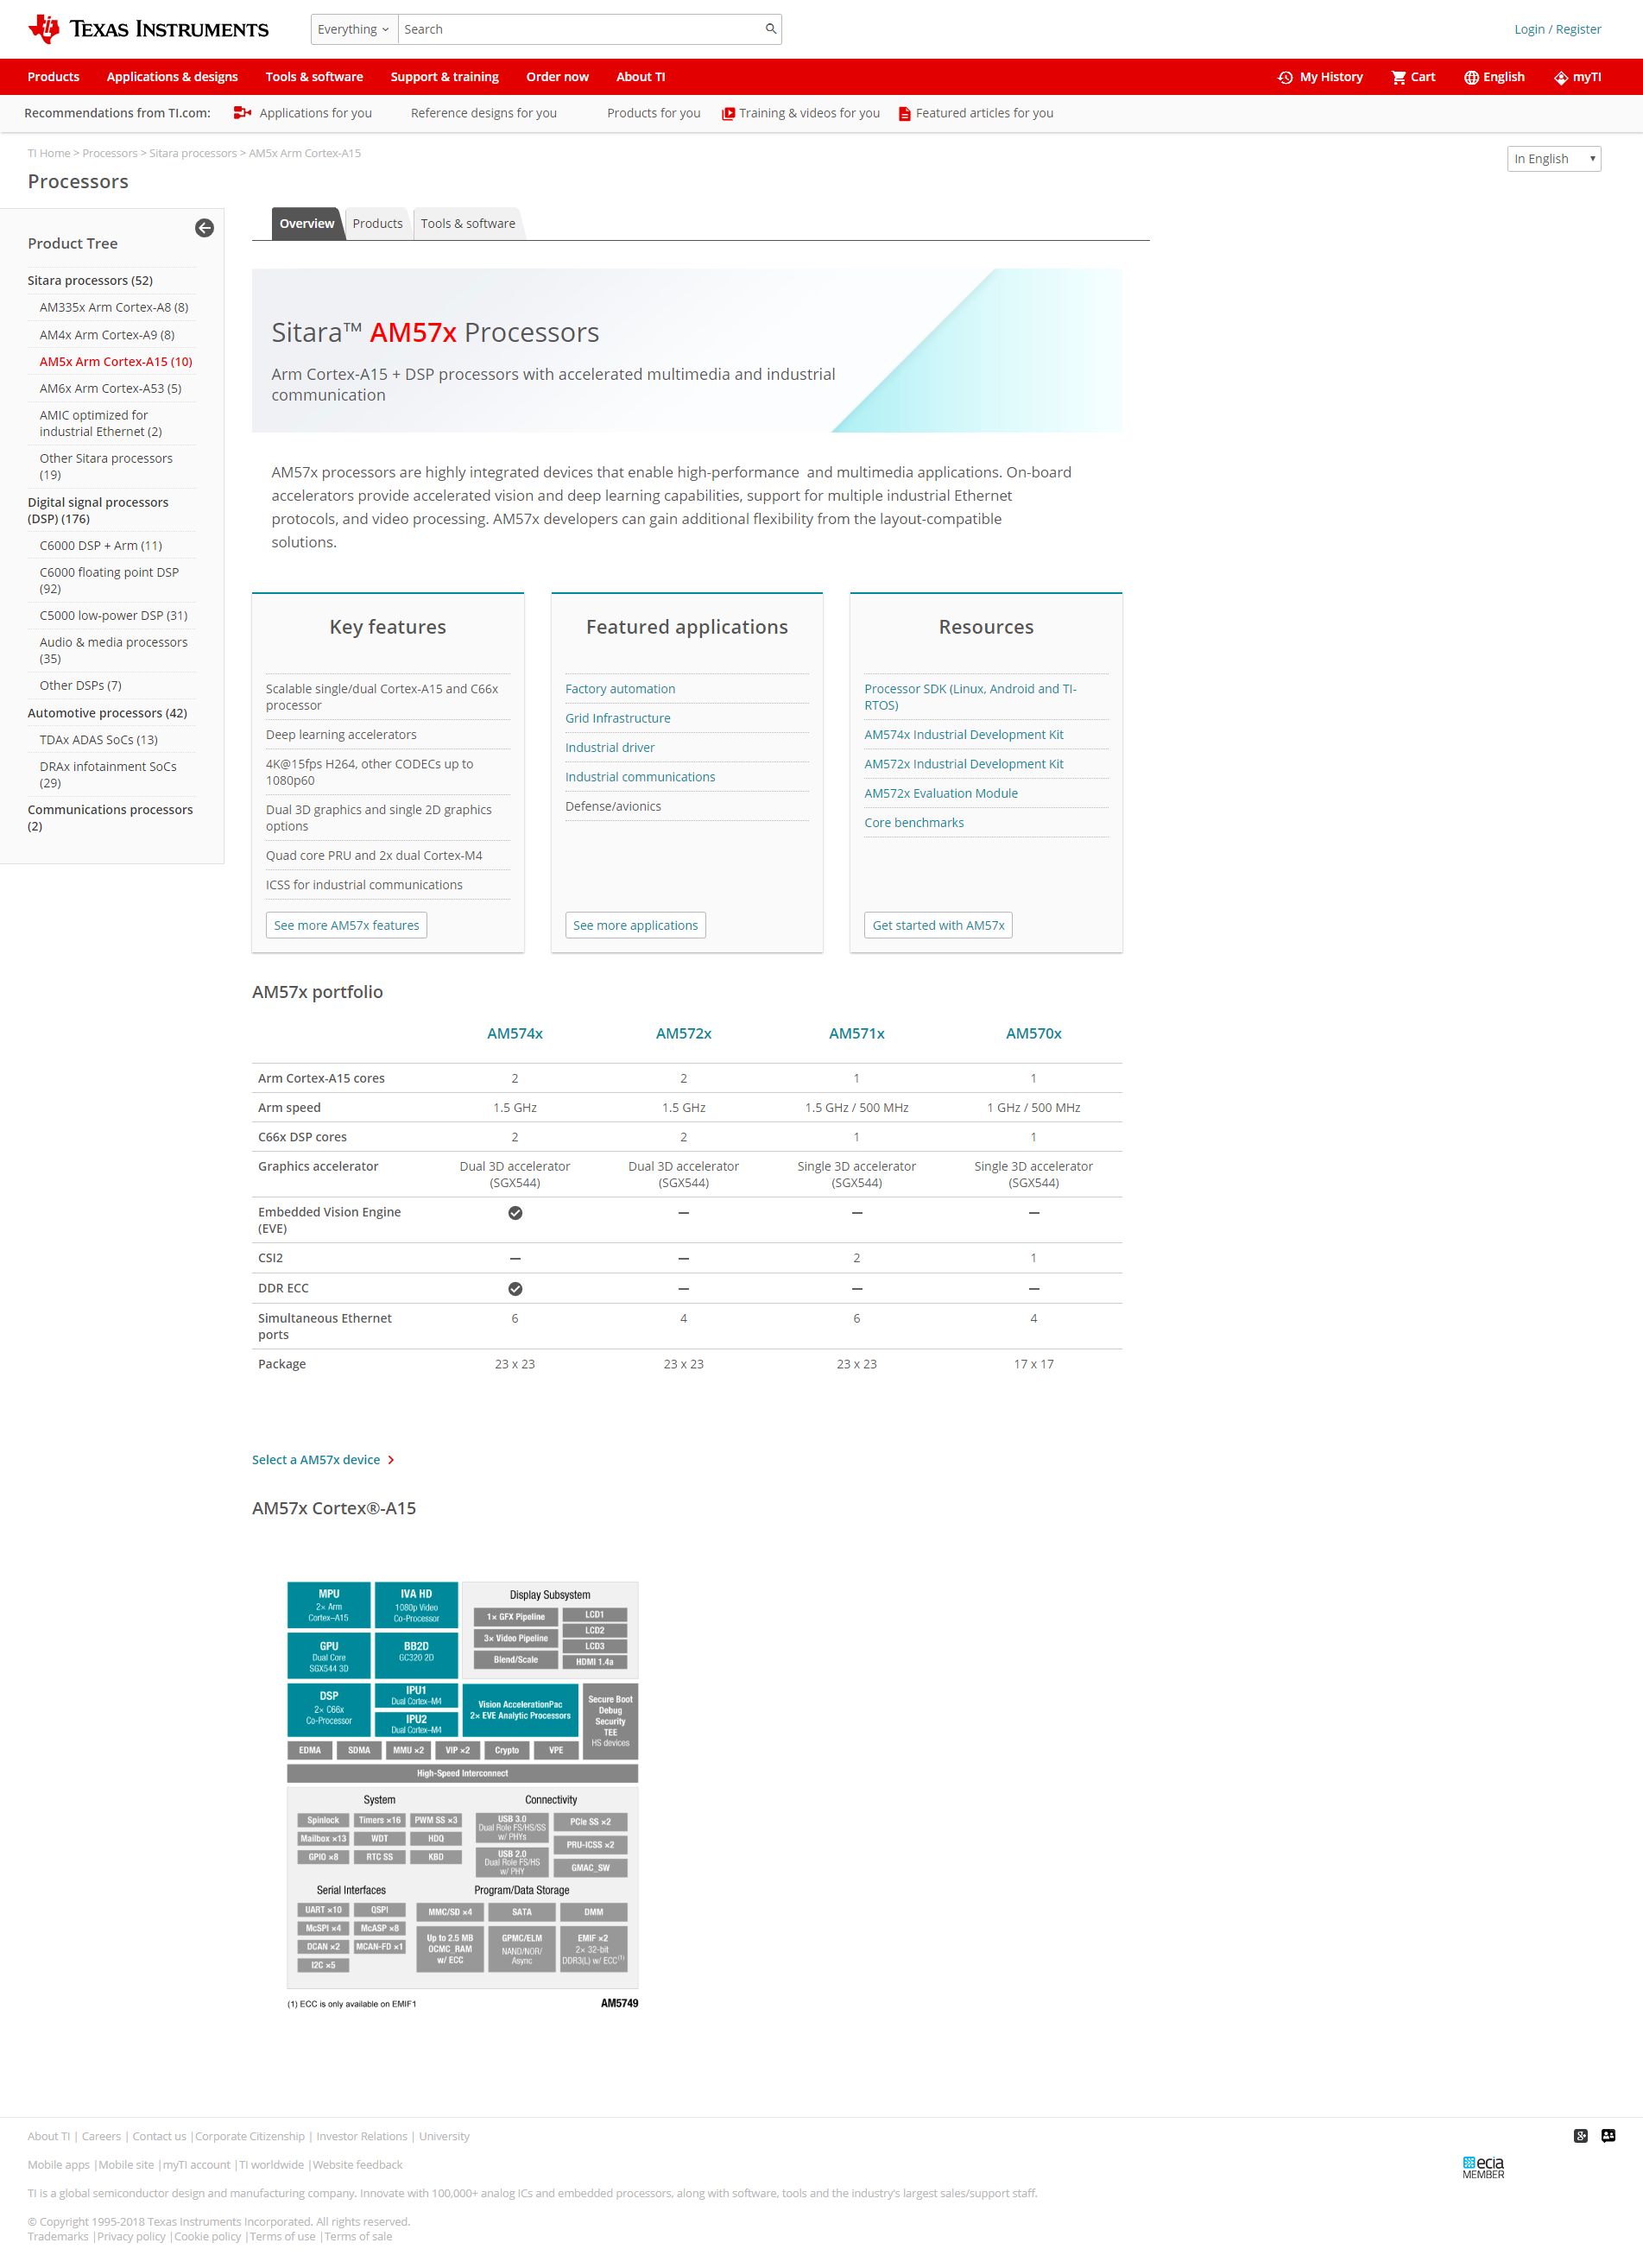 TEXAS INSTRUMENTS
Everything
Search
Login / Register
Products
Applications & designs
Tools & software
Support & training
Order now
About TI
My History
Cart
English
myTI
Recommendations from TI.com:
Applications for you
Reference designs for you
Products for you
Training & videos for you
Featured articles for you
TI Home > Processors > Sitara processors > AM5x Arm Cortex-A15
In English
Processors
Product Tree
Sitara processors (52)
AM335x Arm Cortex-A8 (8)
AM4x Arm Cortex-A9 (8)
AM5x Arm Cortex-A15 (10)
AM6x Arm Cortex-A53 (5)
AMIC optimized for
industrial Ethernet (2)
Other Sitara processors
(19)
Digital signal processors
(DSP) (176)
C6000 DSP + Arm (11)
C6000 floating point DSP
(92)
C5000 low-power DSP (31)
Audio & media processors
(35)
Other DSPs (7)
Automotive processors (42)
TDAx ADAS SoCs (13)
DRAx infotainment SoCs
(29)
Communications processors
(2)
Overview
Products
Tools & software
Sitara™ AM57x Processors
Arm Cortex-A15 + DSP processors with accelerated multimedia and industrial
communication
AM57x processors are highly integrated devices that enable high-performance and multimedia applications. On-board
accelerators provide accelerated vision and deep learning capabilities, support for multiple industrial Ethernet
protocols, and video processing. AM57x developers can gain additional flexibility from the layout-compatible
solutions.
Key features
Scalable single/dual Cortex-A15 and C66x
processor
Deep learning accelerators
4K@15fps H264, other CODECs up to
1080p60
Dual 3D graphics and single 2D graphics
options
Quad core PRU and 2x dual Cortex-M4
ICSS for industrial communications
See more AM57x features
Featured applications
Factory automation
Grid Infrastructure
Industrial driver
Industrial communications
Defense/avionics
See more applications
Resources
Processor SDK (Linux, Android and TI-
RTOS)
AM574x Industrial Development Kit
AM572x Industrial Development Kit
AM572x Evaluation Module
Core benchmarks
Get started with AM57x
AM57x portfolio
AM574x AM572x AM571x AM570x
Arm Cortex-A15 cores 2 2 1 1
Arm speed 1.5 GHz 1.5 GHz 1.5 GHz / 500 MHz 1 GHz / 500 MHz
C66x DSP cores 2 2 1 1
Graphics accelerator Dual 3D accelerator Dual 3D accelerator Single 3D accelerator Single 3D accelerator
(SGX544) (SGX544) (SGX544) (SGX544)
Embedded Vision Engine — — —
(EVE)
CSI2 — — 2 1
DDR ECC — — —
Simultaneous Ethernet 6 4 6 4
ports
Package 23 x 23 23 x 23 23 x 23 17 x 17
Select a AM57x device
AM57x Cortex®-A15
MPU
2× Arm
Cortex–A15
IVA HD
1080p Video
Co-Processor
Display Subsystem
1× GFX Pipeline
3× Video Pipeline
Blend/Scale
LCD1
LCD2
LCD3
HDMI 1.4a
GPU
Dual Core
SGX544 3D
BB2D
GC320 2D
DSP
2× C66x
Co-Processor
IPU1
Dual Cortex–M4
IPU2
Dual Cortex–M4
Vision AccelerationPac
2× EVE Analytic Processors
Secure Boot
Debug
Security
TEE
HS devices
EDMA
SDMA
MMU ×2
VIP ×2
Crypto
VPE
High-Speed Interconnect
System
Spinlock
Timers ×16
PWM SS ×3
Mailbox ×13
WDT
HDQ
GPIO ×8
RTC SS
KBD
Connectivity
USB 3.0
Dual Role FS/HS/SS
w/ PHYs
USB 2.0
Dual Role FS/HS
w/ PHY
PCIe SS ×2
PRU-ICSS ×2
GMAC_SW
Serial Interfaces
UART ×10
QSPI
McSPI ×4
McASP ×8
DCAN ×2
MCAN-FD ×1
I2C ×5
Program/Data Storage
MMC/SD ×4
SATA
DMM
Up to 2.5 MB
OCMC_RAM
w/ ECC
GPMC/ELM
NAND/NOR/
Async
EMIF ×2
2× 32-bit
DDR3(L) w/ ECC(1)
(1) ECC is only available on EMIF1
AM5749
About TI | Careers | Contact us |Corporate Citizenship | Investor Relations | University
Mobile apps |Mobile site |myTI account |TI worldwide |Website feedback
ecia
MEMBER
TI is a global semiconductor design and manufacturing company. Innovate with 100,000+ analog ICs and embedded processors, along with software, tools and the industry's largest sales/support staff.
© Copyright 1995-2018 Texas Instruments Incorporated. All rights reserved.
Trademarks |Privacy policy |Cookie policy |Terms of use |Terms of sale